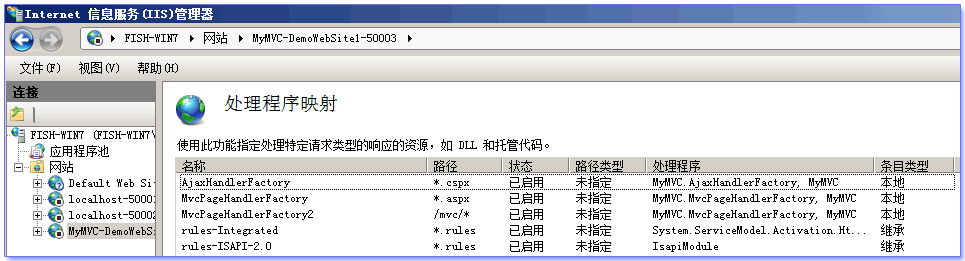 Internet 信息服务(IIS)管理器
FISH-WIN7 网站 MyMVC-DemoWebSite1-50003
文件(F) 视图(V) 帮助(H)
连接
FISH-WIN7 (FISH-WIN7\
应用程序池
网站
Default Web Si
localhost-5000
localhost-5000
MyMVC-DemoWebS
处理程序映射
使用此功能指定处理特定请求类型的响应的资源，如 DLL 和托管代码。
名称 路径 状态 路径类型 处理程序 条目类型
AjaxHandlerFactory *.cspx 已启用 未指定 MyMVC.AjaxHandlerFactory, MyMVC 本地
MvcPageHandlerFactory *.aspx 已启用 未指定 MyMVC.MvcPageHandlerFactory, MyMVC 本地
MvcPageHandlerFactory2 /mvc/* 已启用 未指定 MyMVC.MvcPageHandlerFactory, MyMVC 本地
rules-Integrated *.rules 已启用 未指定 System.ServiceModel.Activation.Ht... 继承
rules-ISAPI-2.0 *.rules 已启用 未指定 IsapiModule 继承